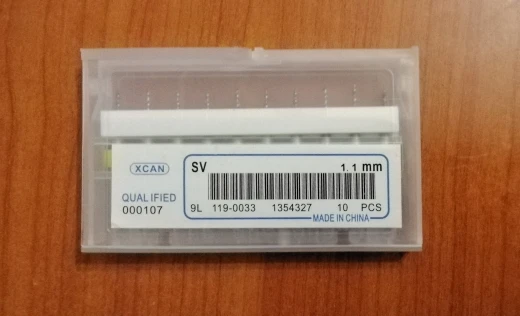 XCAN
QUALIFIED
000107
SV 1.1 mm
9L 119-0033 1354327 10 PCS
MADE IN CHINA